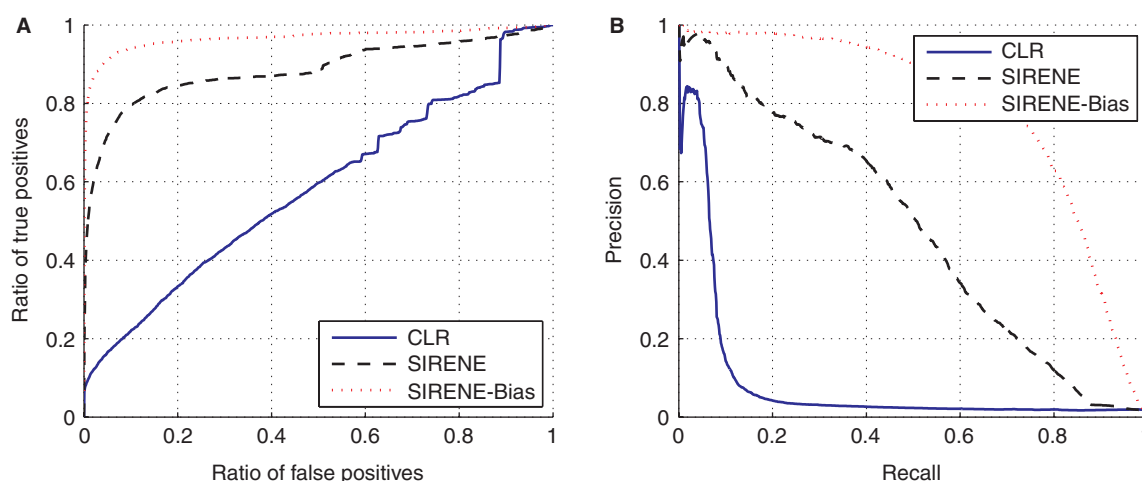 A
Ratio of true positives
1
0.8
0.6
0.4
0.2
0
0 0.2 0.4 0.6 0.8 1
Ratio of false positives
CLR
SIRENE
SIRENE-Bias
B
Precision
1
0.8
0.6
0.4
0.2
0
0 0.2 0.4 0.6 0.8
Recall
CLR
SIRENE
SIRENE-Bias